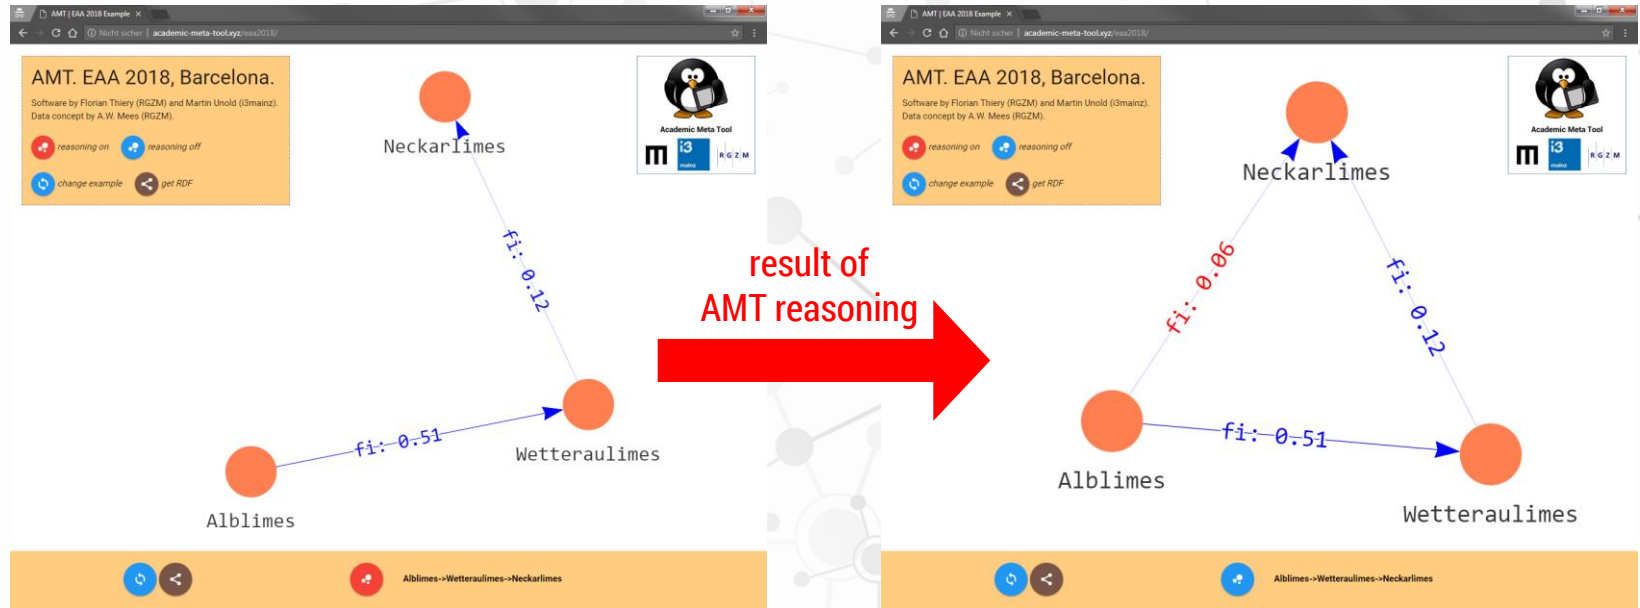 AMT | EAA 2018 Example
Nicht sicher | academic-meta-tool.xyz/eaa2018/
AMT. EAA 2018, Barcelona.
Software by Florian Thiery (RGZM) and Martin Unold (i3mainz).
Data concept by A.W. Mees (RGZM).
reasoning on
reasoning off
change example
get RDF
Academic Meta Tool
i3
mainz
RGZM
Neckarlimes
fi: 0.12
fi: 0.51
Wetteraulimes
Alblimes
Alblimes->Wetteraulimes->Neckarlimes
result of
AMT reasoning
AMT | EAA 2018 Example
Nicht sicher | academic-meta-tool.xyz/eaa2018/
AMT. EAA 2018, Barcelona.
Software by Florian Thiery (RGZM) and Martin Unold (i3mainz).
Data concept by A.W. Mees (RGZM).
reasoning on
reasoning off
change example
get RDF
Academic Meta Tool
i3
mainz
RGZM
Neckarlimes
fi: 0.06
fi: 0.12
fi: 0.51
Alblimes
Wetteraulimes
Alblimes->Wetteraulimes->Neckarlimes